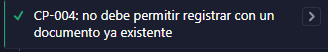 CP-004: no debe permitir registrar con un
documento ya existente